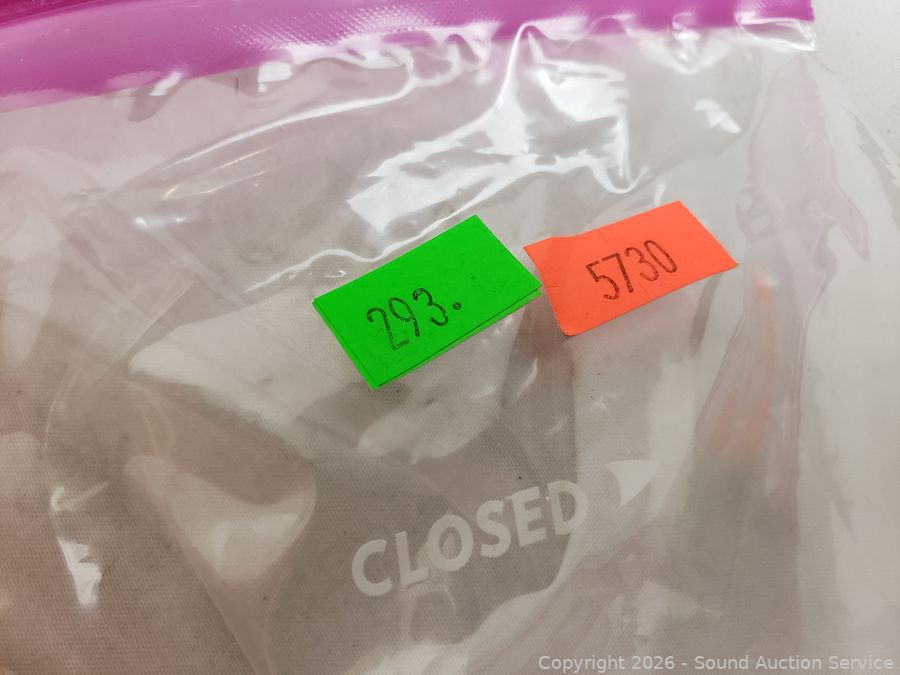 293.
5730
CLOSED
Copyright 2026 - Sound Auction Service